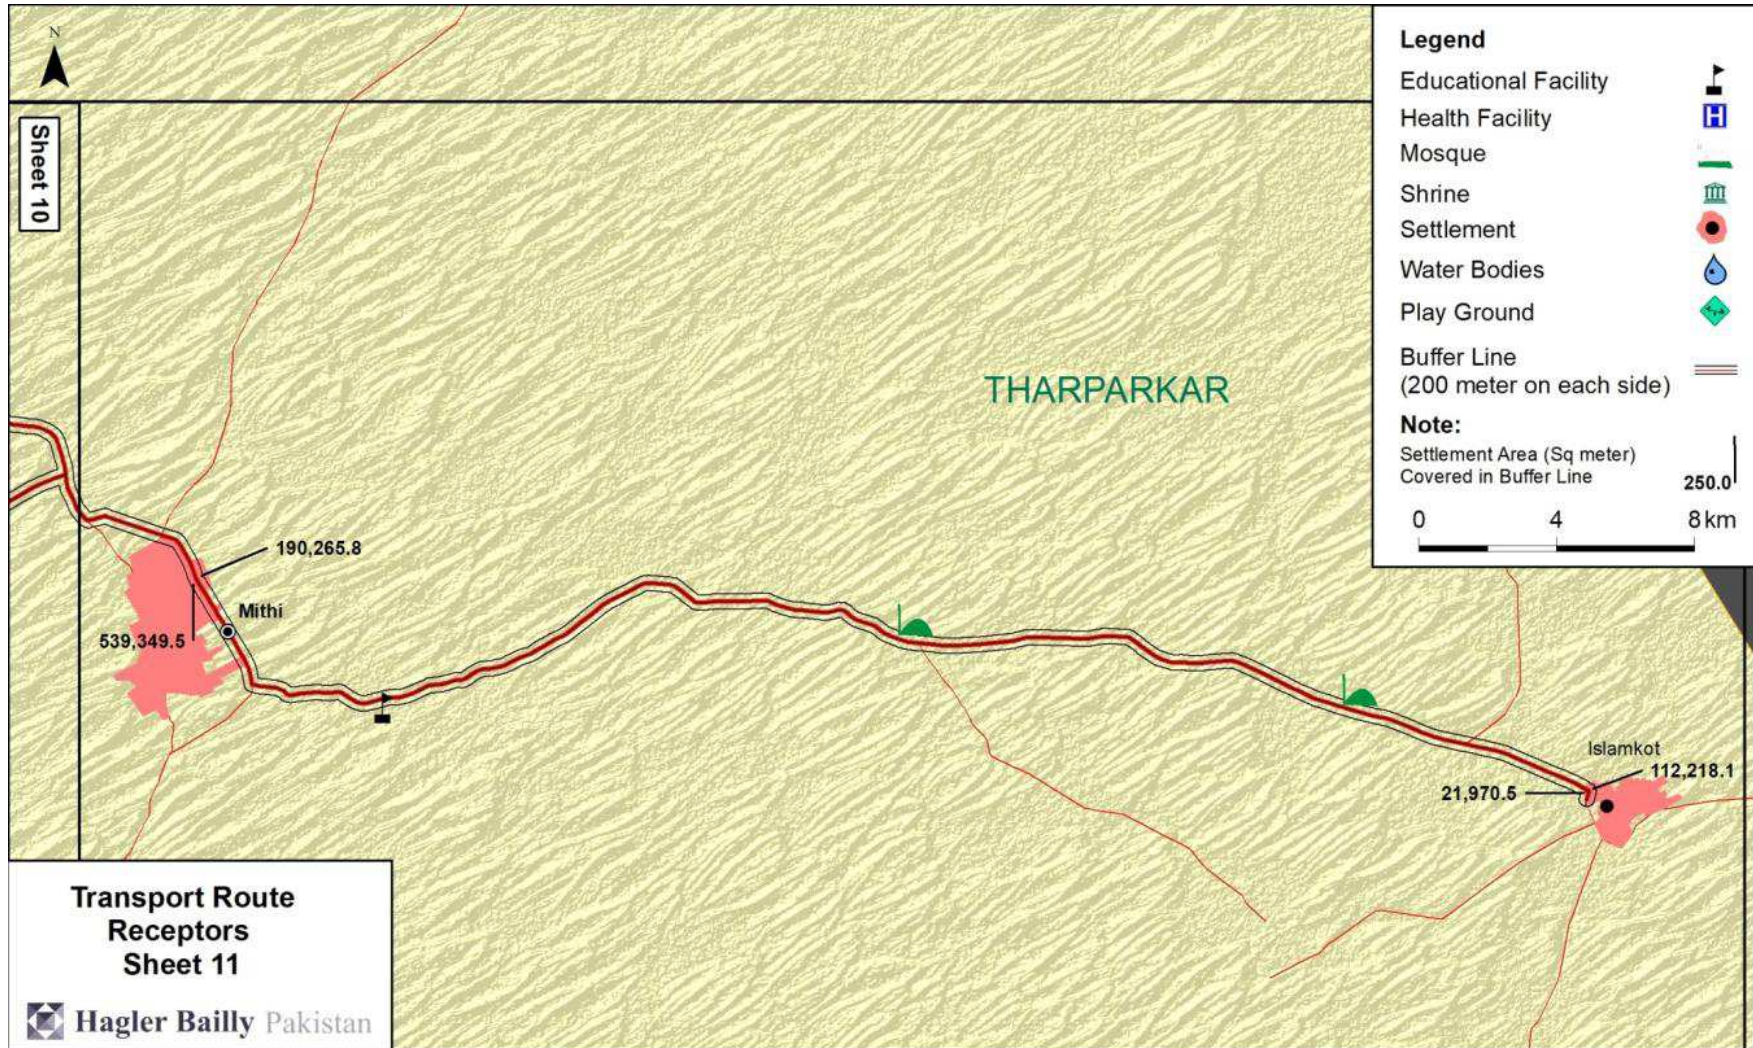 N
Sheet 10
THARPARKAR
190,265.8
Mithi
539,349.5
Islamkot
112,218.1
21,970.5
Legend
Educational Facility
Health Facility
H
Mosque
Shrine
Settlement
Water Bodies
Play Ground
Buffer Line
(200 meter on each side)
Note:
Settlement Area (Sq meter)
Covered in Buffer Line
250.0
0 4 8 km
Transport Route
Receptors
Sheet 11
Hagler Bailly Pakistan